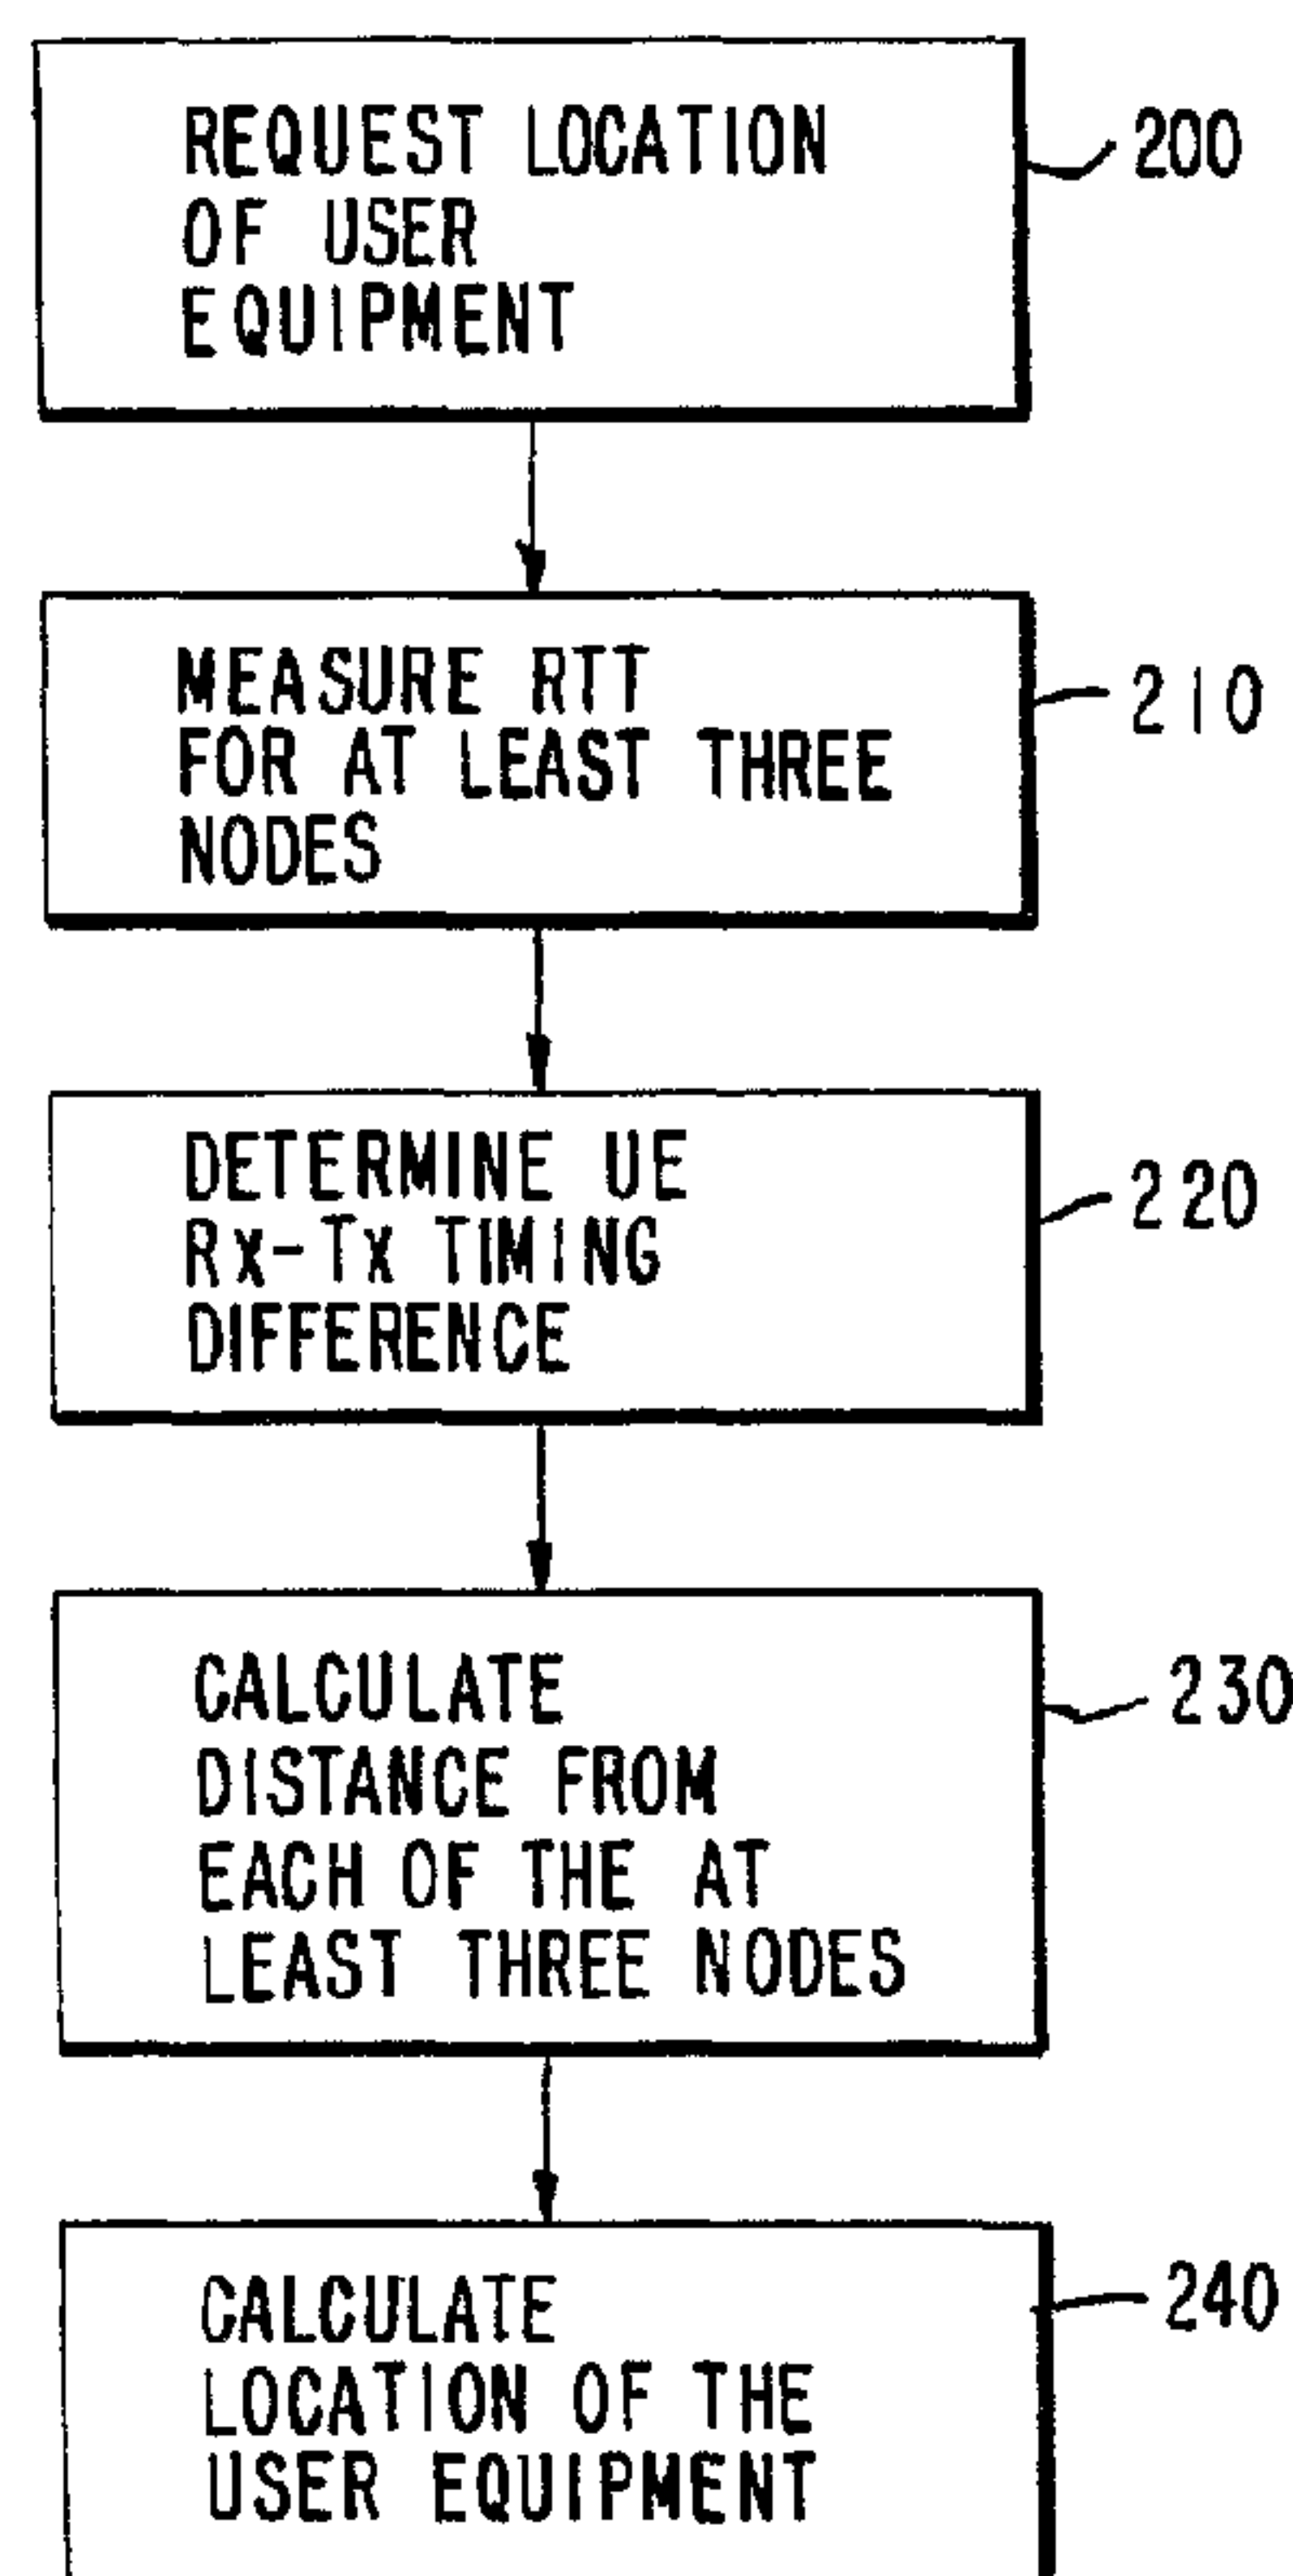 REQUEST LOCATION
OF USER
EQUIPMENT
200
MEASURE RTT
FOR AT LEAST THREE
NODES
210
DETERMINE UE
Rx-Tx TIMING
DIFFERENCE
220
CALCULATE
DISTANCE FROM
EACH OF THE AT
LEAST THREE NODES
230
CALCULATE
LOCATION OF THE
USER EQUIPMENT
240